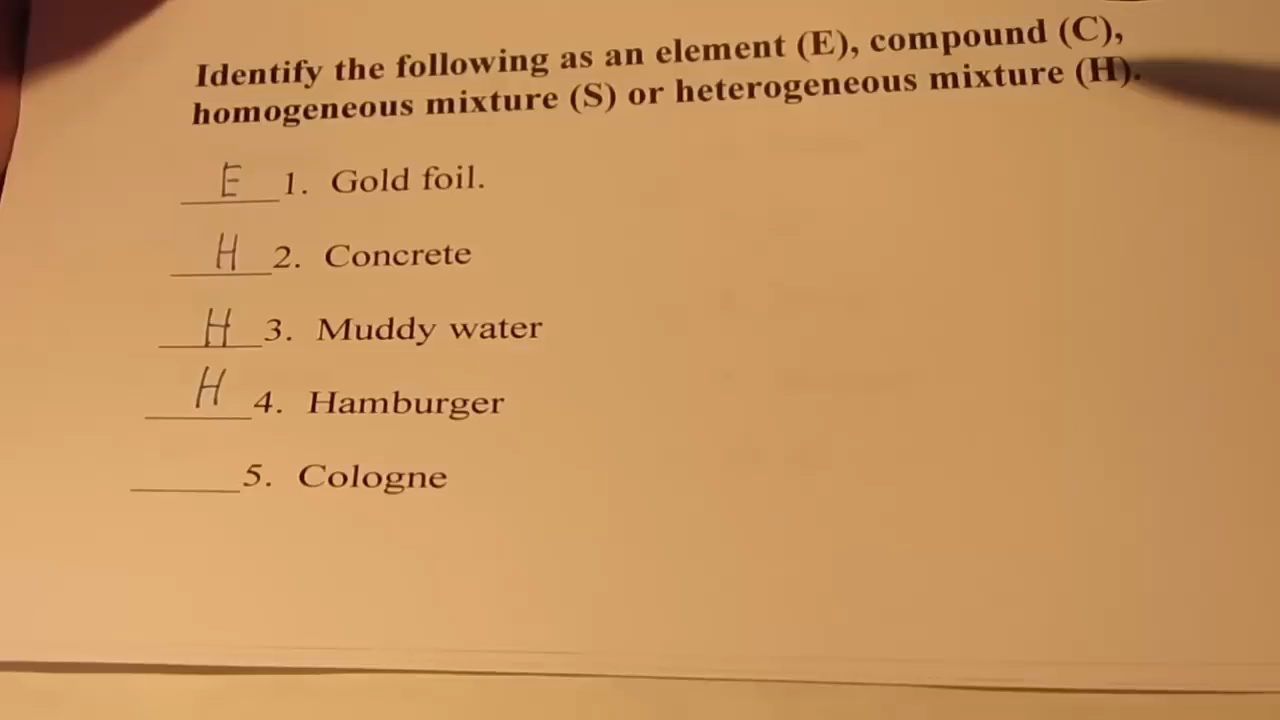 Identify the following as an element (E), compound (C),
homogeneous mixture (S) or heterogeneous mixture (H).
E 1. Gold foil.
H 2. Concrete
H 3. Muddy water
H 4. Hamburger
5. Cologne